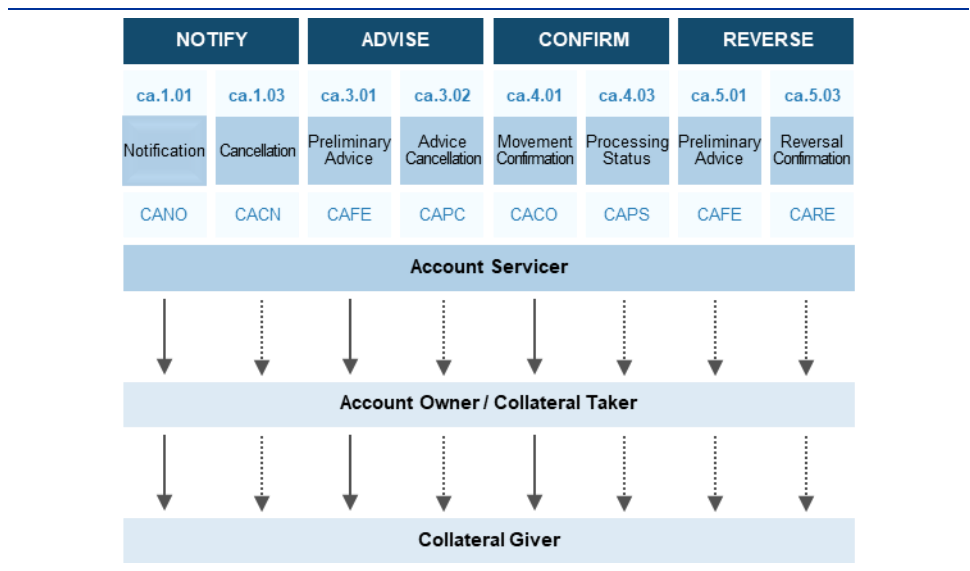 NOTIFY ADVISE CONFIRM REVERSE
ca.1.01 ca.1.03 ca.3.01 ca.3.02 ca.4.01 ca.4.03 ca.5.01 ca.5.03
Notification Cancellation Preliminary Advice Advice Cancellation Movement Confirmation Processing Status Preliminary Advice Reversal Confirmation
CANO CACN CAFE CAPC CACO CAPS CAFE CARE
Account Servicer
Account Owner / Collateral Taker
Collateral Giver